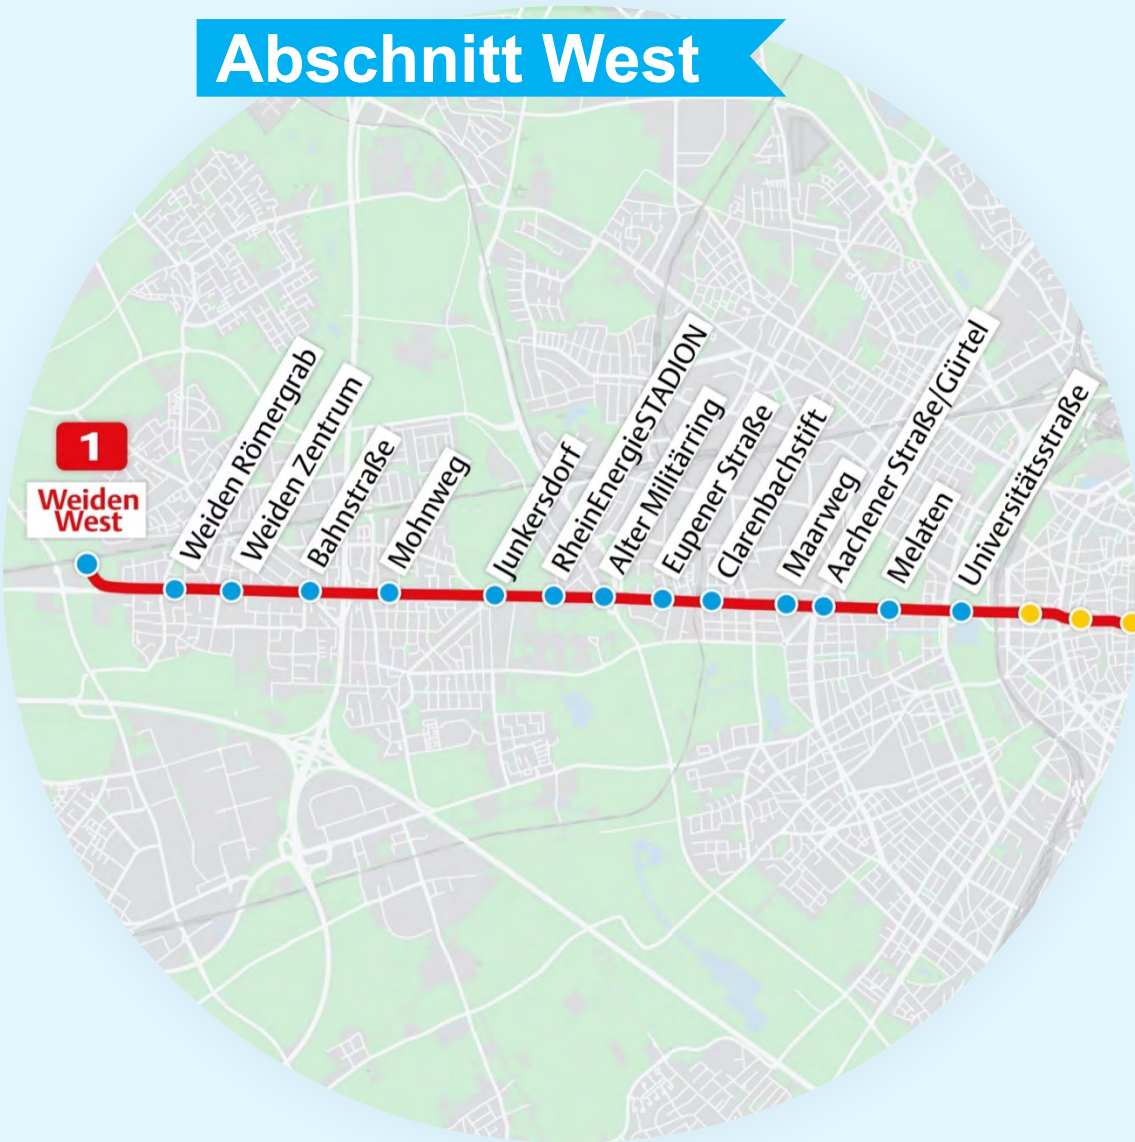 Abschnitt West
1
Weiden
West
Weiden Römergrab
Weiden Zentrum
Bahnstraße
Mohnweg
Junkersdorf
RheinEnergieSTADION
Alter Militärring
Eupener Straße
Clarenbachstift
Maarweg
Aachener Straße/Gürtel
Melaten
Universitätsstraße